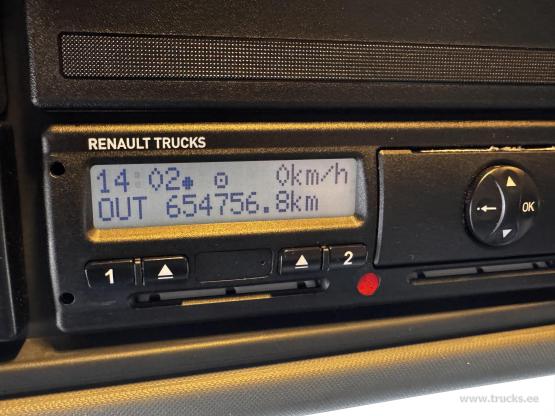 RENAULT TRUCKS
14:02 0km/h
OUT 654756.8km
1 2
OK
www.trucks.ee